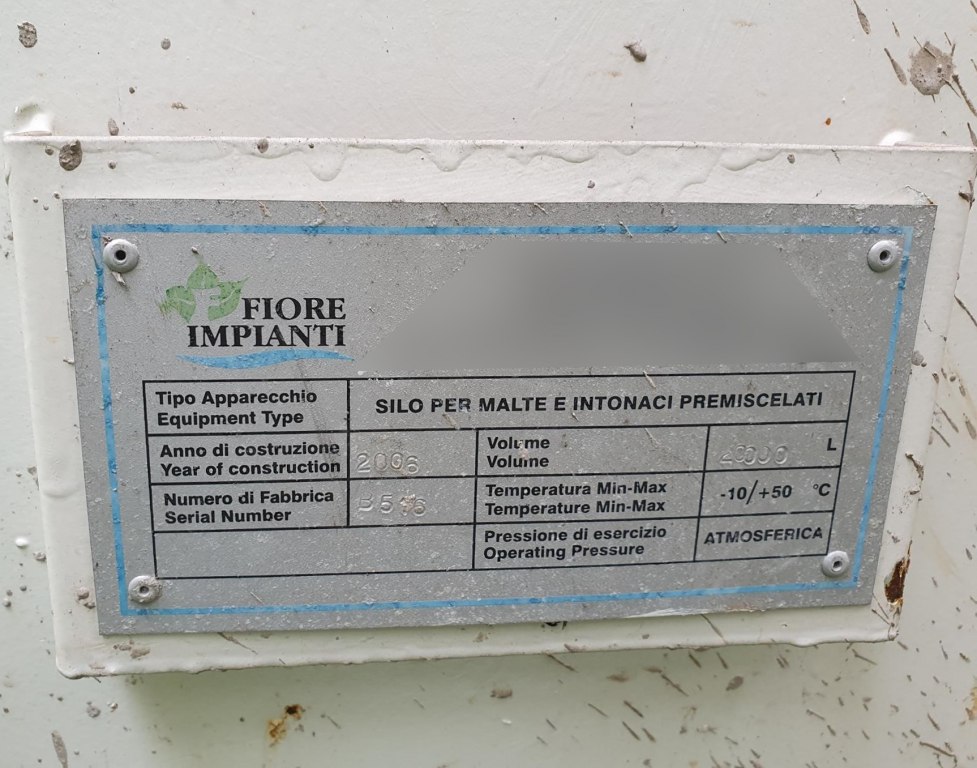 FIORE
IMPIANTI
Tipo Apparecchio
Equipment Type
SILO PER MALTE E INTONACI PREMISCELATI
Anno di costruzione
Year of construction
2006
Volume
Volume
L
Numero di Fabbrica
Serial Number
Temperatura Min-Max
Temperature Min-Max
-10/+50 °C
Pressione di esercizio
Operating Pressure
ATMOSFERICA